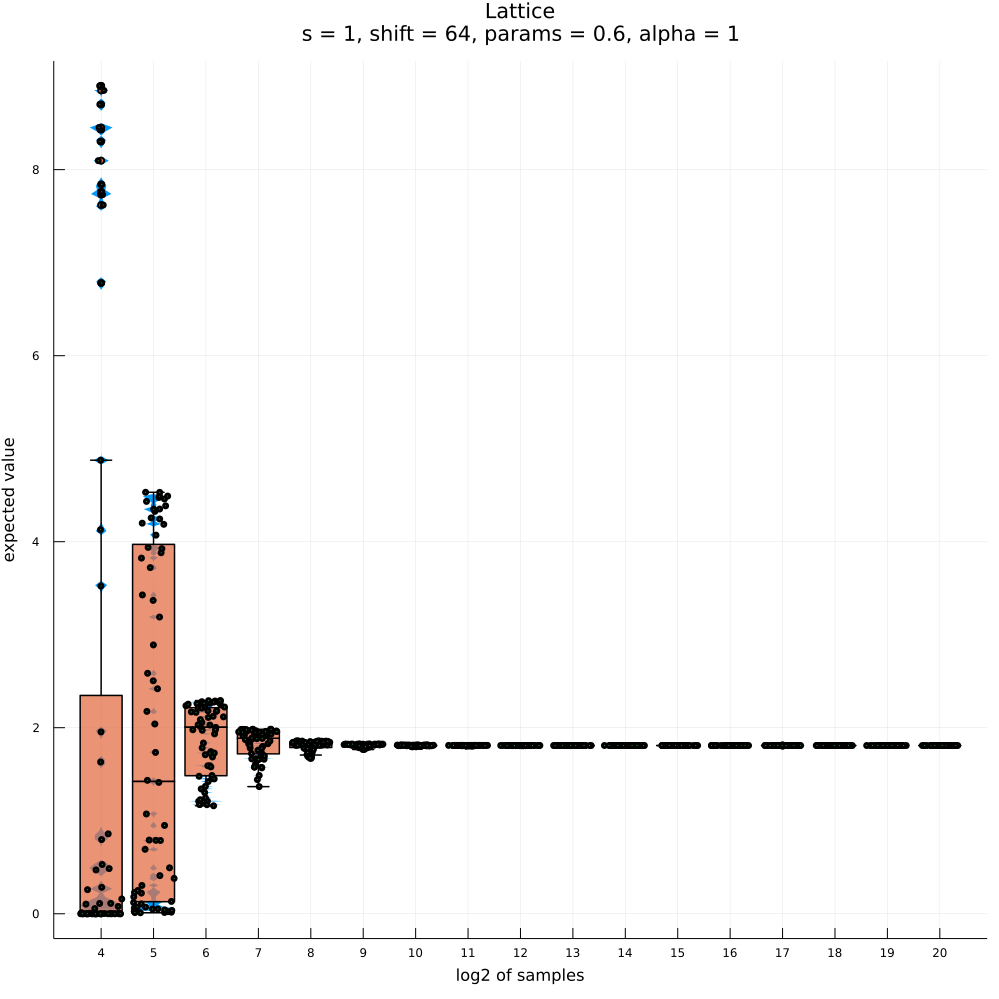 Lattice
s = 1, shift = 64, params = 0.6, alpha = 1
expected value
8
6
4
2
0
4 5 6 7 8 9 10 11 12 13 14 15 16 17 18 19 20
log2 of samples